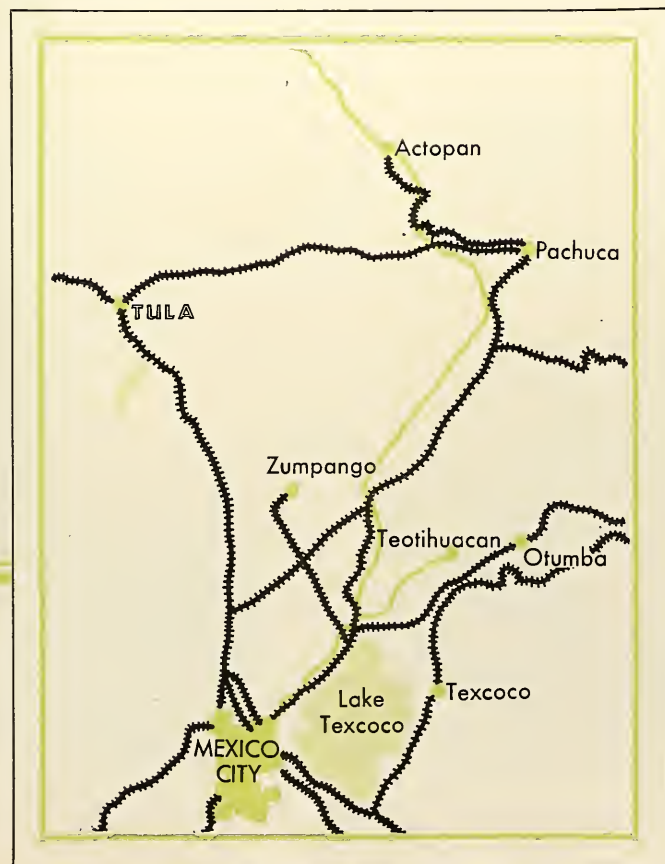 Actopan
Pachuca
TULA
Zumpango
Teotihuacan
Otumba
Texcoco
Lake
Texcoco
MEXICO
CITY